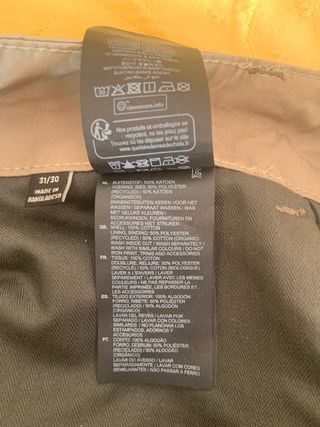 clevercare.info
Nos produits et emballages se
recyclent, ne les jetez pas!
Trouvez où les déposer sur le site
www.quefairedemesdechets.fr
31/30
MADE IN
BANGLADESH
NL: BUITENSTOF: 100% KATOEN
VOERING, BIES: 50% POLYESTER
(RECYCLED) / 50% KATOEN
(ORGANIC)
BINNENSTEBUITEN KEREN VOOR HET
WASSEN / SEPARAAT WASSEN / WAS
MET GELIJKE KLEUREN /
BEDRUKKINGEN, FOURNITUREN EN
ACCESSOIRES NIET STRIJKEN
GB: SHELL: 100% COTTON
LINING, BINDING: 50% POLYESTER
(RECYCLED) / 50% COTTON (ORGANIC)
WASH INSIDE OUT / WASH SEPARATELY /
WASH WITH SIMILAR COLOURS / DO NOT
IRON PRINT, TRIMS AND ACCESSORIES
FR: TISSUE: 100% COTON
DOUBLURE, RELIURE: 50% POLYESTER
(RECYCLÉ) / 50% COTON (BIOLOGIQUE)
LAVER À L'ENVERS / LAVER
SÉPARÉMENT / LAVER AVEC LES MÊMES
COULEURS / NE PAS REPASSER LA
PARTIE IMPRIMÉE, LES BORDURES ET
LES ACCESSOIRES
ES: TEJIDO EXTERIOR: 100% ALGODÓN
FORRO, RIBETE: 50% POLIÉSTER
(RECICLADO) / 50% ALGODÓN
(ORGÁNICO)
LAVAR DEL REVÉS / LAVAR POR
SEPARADO / LAVAR CON COLORES
SIMILARES / NO PLANCHAR LOS
ESTAMPADOS, ADORNOS Y
ACCESORIOS
PT: CORPO: 100% ALGODÃO
FORRO, DEBRUM: 50% POLIÉSTER
(RECICLADO) / 50% ALGODÃO
(ORGÂNICO)
LAVAR DO AVESSO / LAVAR
SEPARADAMENTE / LAVAR COM CORES
SEMELHANTES / NÃO PASSAR A FERRO